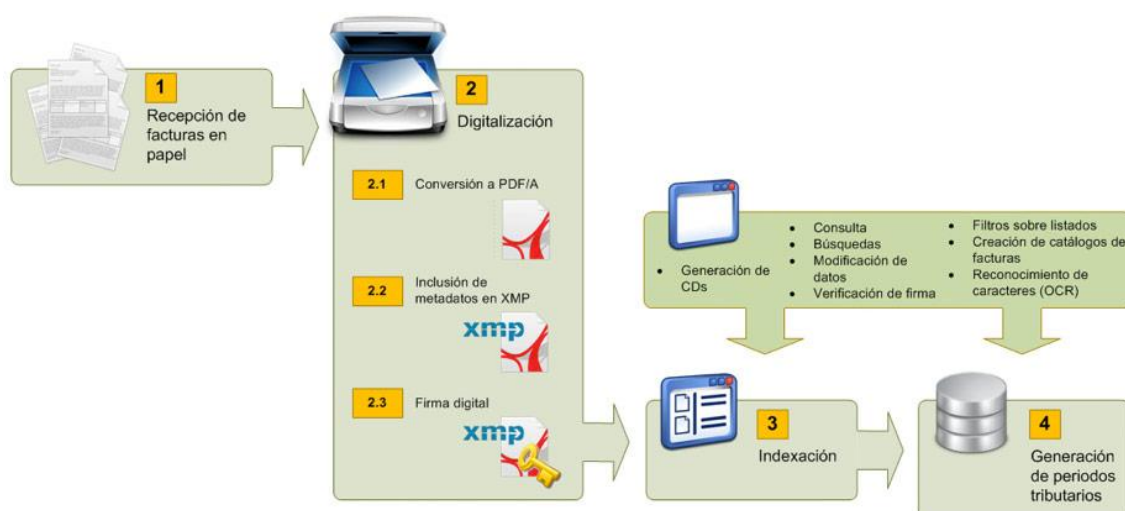 1
Recepción de
facturas en
papel
2
Digitalización
2.1
Conversión a PDF/A
2.2
Inclusión de
metadatos en XMP
xmp
2.3
Firma digital
xmp
• Generación de
CDs
• Consulta
• Búsquedas
• Modificación de
datos
• Verificación de firma
• Filtros sobre listados
• Creación de catálogos de
facturas
• Reconocimiento de
caracteres (OCR)
3
Indexación
4
Generación
de periodos
tributarios